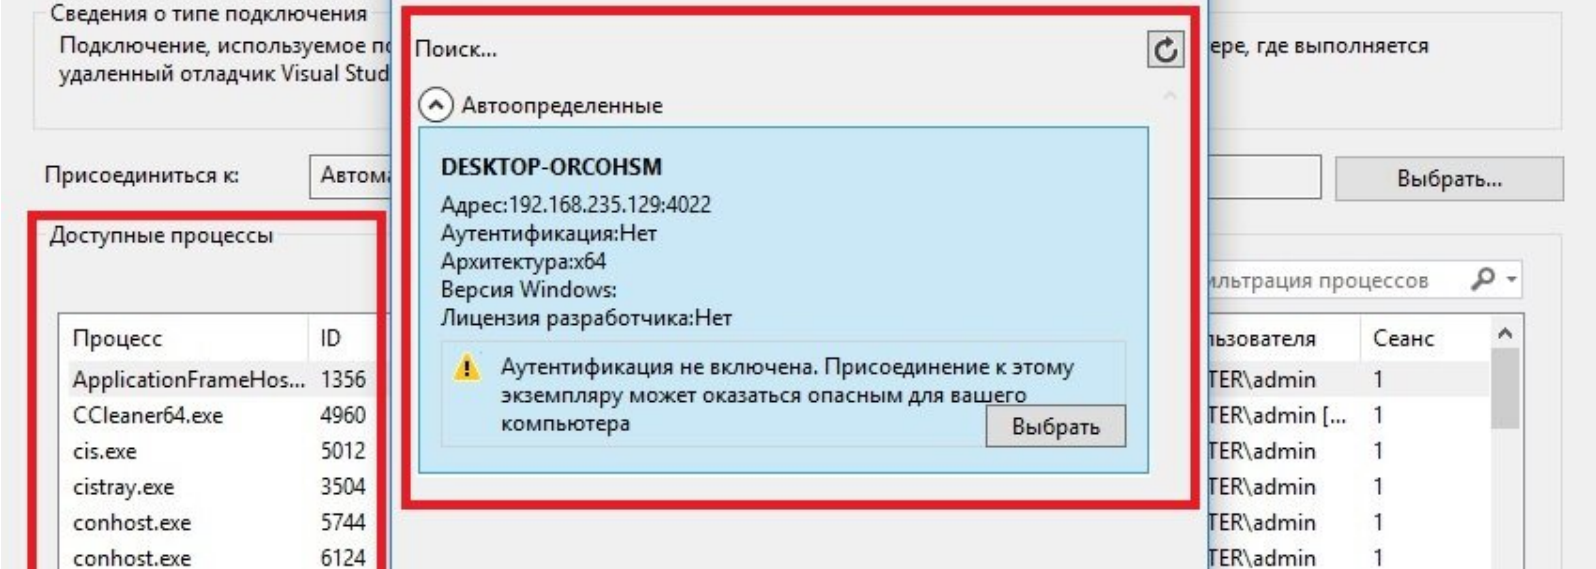 Сведения о типе подключения
Подключение, используемое
удаленный отладчик Visual Stud
ере, где выполняется
Поиск...
Автоопределенные
DESKTOP-ORCOHSM
Адрес:192.168.235.129:4022
Аутентификация:Нет
Архитектура:x64
Версия Windows:
Лицензия разработчика:Нет
Аутентификация не включена. Присоединение к этому
экземпляру может оказаться опасным для вашего
компьютера
Выбрать
Присоединиться к:
Автома
Выбрать...
Доступные процессы
ильтрация процессов
Процесс ID
ьзователя Сеанс
ApplicationFrameHos... 1356
TER\admin 1
CCleaner64.exe 4960
TER\admin [... 1
cis.exe 5012
TER\admin 1
cistray.exe 3504
TER\admin 1
conhost.exe 5744
TER\admin 1
conhost.exe 6124
TER\admin 1